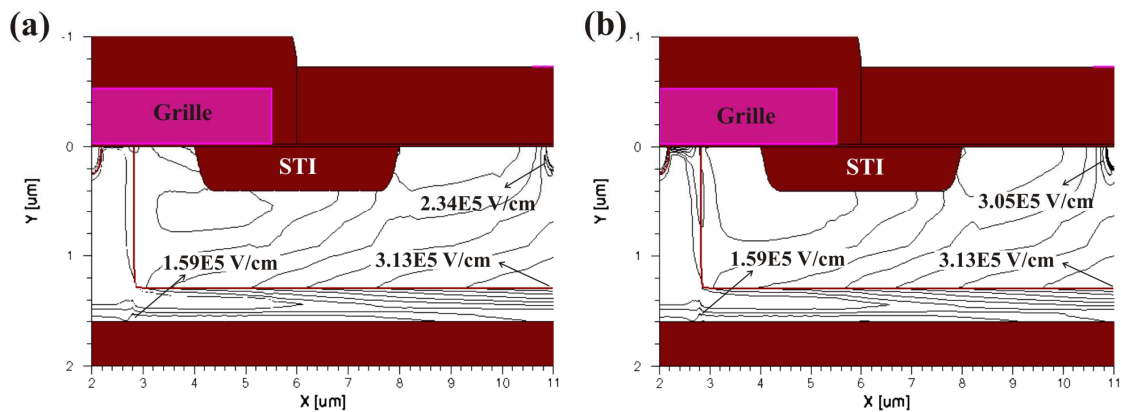 (a)
-1
0
1
2
Y [um]
Grille
STI
2.34E5 V/cm
1.59E5 V/cm
3.13E5 V/cm
2 3 4 5 6 7 8 9 10 11
X [um]
(b)
-1
0
1
2
Y [um]
Grille
STI
3.05E5 V/cm
1.59E5 V/cm
3.13E5 V/cm
2 3 4 5 6 7 8 9 10 11
X [um]